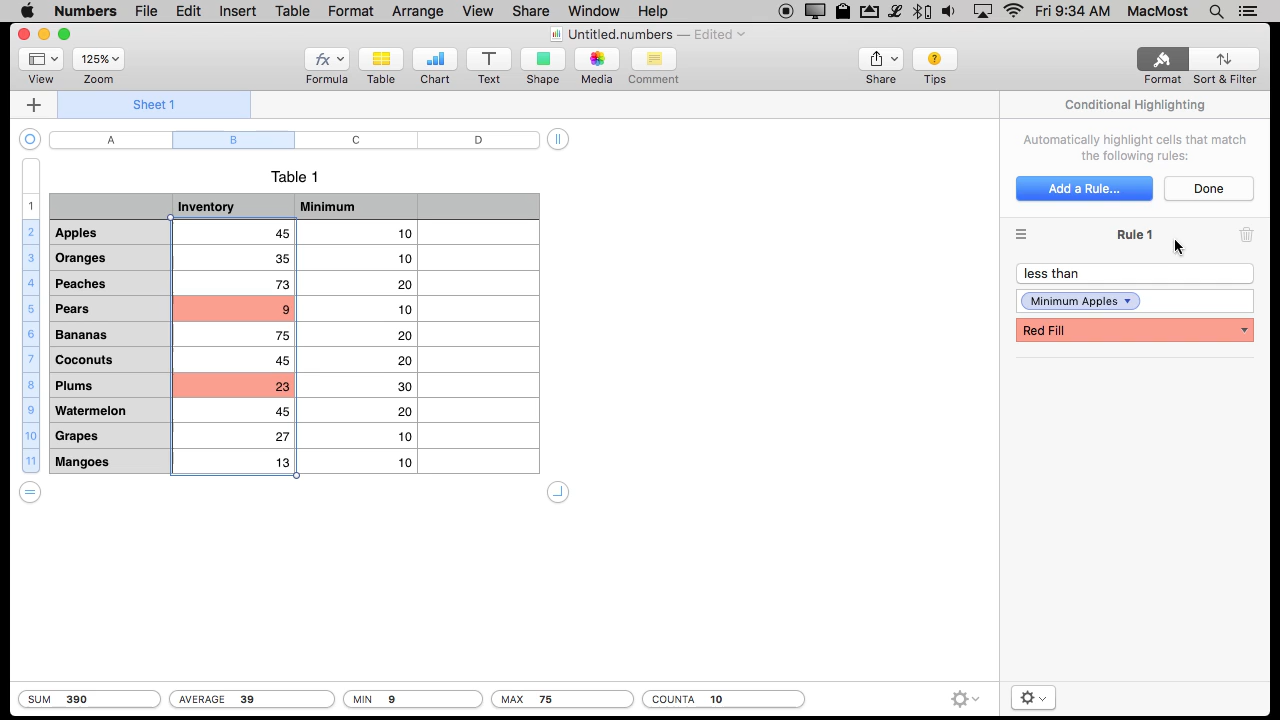 Numbers File Edit Insert Table Format Arrange View Share Window Help Fri 9:34 AM MacMost
Untitled.numbers — Edited
125%
View Zoom Formula Table Chart Text Shape Media Comment Share Tips Format Sort & Filter
Sheet 1
Conditional Highlighting
A B C D
Automatically highlight cells that match
the following rules:
Add a Rule... Done
Table 1
1 Inventory Minimum
2 Apples 45 10
3 Oranges 35 10
4 Peaches 73 20
5 Pears 9 10
6 Bananas 75 20
7 Coconuts 45 20
8 Plums 23 30
9 Watermelon 45 20
10 Grapes 27 10
11 Mangoes 13 10
Rule 1
less than
Minimum Apples
Red Fill
SUM 390 AVERAGE 39 MIN 9 MAX 75 COUNTA 10